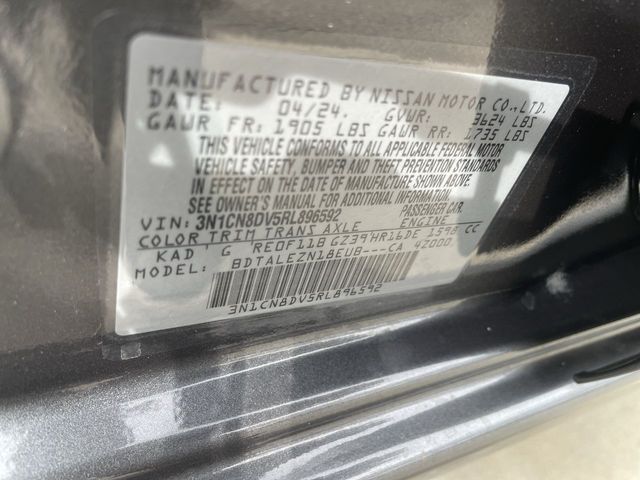 MANUFACTURED BY NISSAN MOTOR CO.,LTD.
DATE: 04/24. GVWR: 3624 LBS
GAWR FR: 1905 LBS GAWR RR: 1735 LBS
THIS VEHICLE CONFORMS TO ALL APPLICABLE FEDERAL MOTOR
VEHICLE SAFETY, BUMPER AND THEFT PREVENTION STANDARDS
IN EFFECT ON THE DATE OF MANUFACTURE SHOWN ABOVE.
SEE OWNER'S MANUAL FOR ADDITIONAL INFORMATION.
VIN: 3N1CN8DV5RL896592 PASSENGER CAR.
COLOR TRIM TRANS AXLE ENGINE
KAD G RE0F11B GZ39 HR16DE 1598 CC
BDTALEZN18EUB---CA 4Z000
3N1CN8DV5RL896592